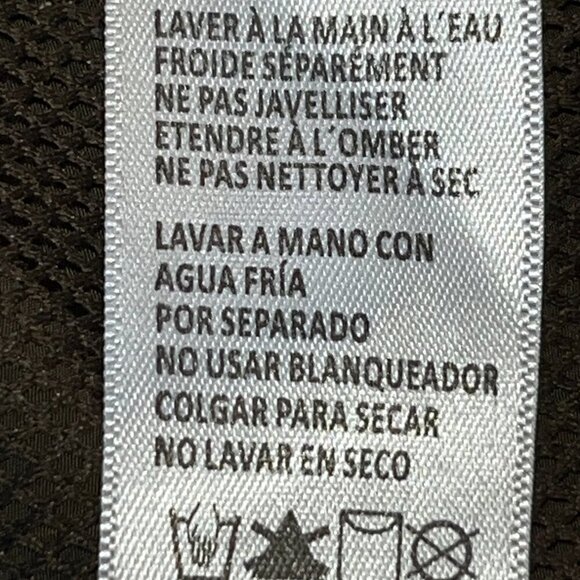 LAVER À LA MAIN À L'EAU
FROIDE SÉPARÉMENT
NE PAS JAVELLISER
ETENDRE À L'OMBER
NE PAS NETTOYER À SEC
LAVAR A MANO CON
AGUA FRÍA
POR SEPARADO
NO USAR BLANQUEADOR
COLGAR PARA SECAR
NO LAVAR EN SECO